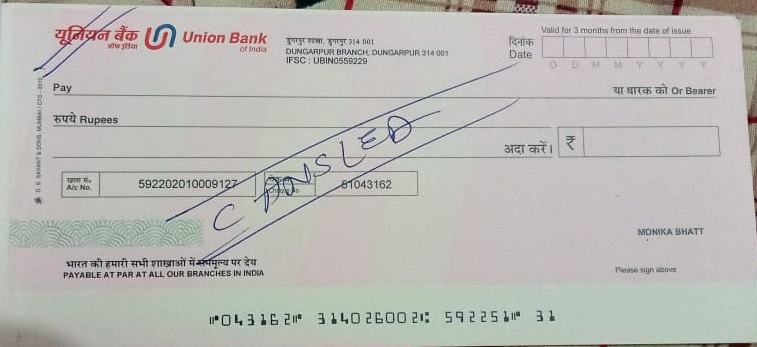 यूनियन बैंक
ऑफ इंडिया
Union Bank
of India
डूंगरपुर शाखा, डूंगरपुर 314 001
DUNGARPUR BRANCH, DUNGARPUR 314 001
IFSC : UBIN0559229
Valid for 3 months from the date of issue
दिनांक
Date
D D M M Y Y Y Y
Pay
या धारक को Or Bearer
रुपये Rupees
अदा करें। ₹
खाता सं.
A/c No.
592202010009127
Cheque No
51043162
CANSLED
MONIKA BHATT
भारत की हमारी सभी शाखाओं में सममूल्य पर देय
PAYABLE AT PAR AT ALL OUR BRANCHES IN INDIA
Please sign above
⑈043162⑈ 314026002⑆ 592251⑈ 31